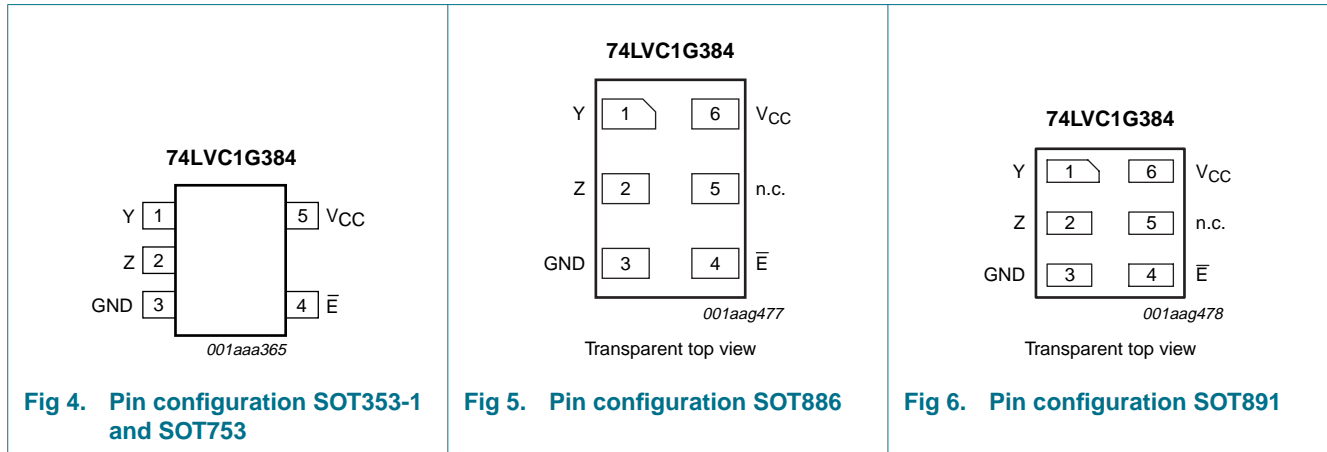 74LVC1G384
Y 1
5 VCC
Z 2
GND 3
4 E̅
001aaa365
Fig 4. Pin configuration SOT353-1
and SOT753
74LVC1G384
Y 1
6 VCC
Z 2
5 n.c.
GND 3
4 E̅
001aag477
Transparent top view
Fig 5. Pin configuration SOT886
74LVC1G384
Y 1
6 VCC
Z 2
5 n.c.
GND 3
4 E̅
001aag478
Transparent top view
Fig 6. Pin configuration SOT891